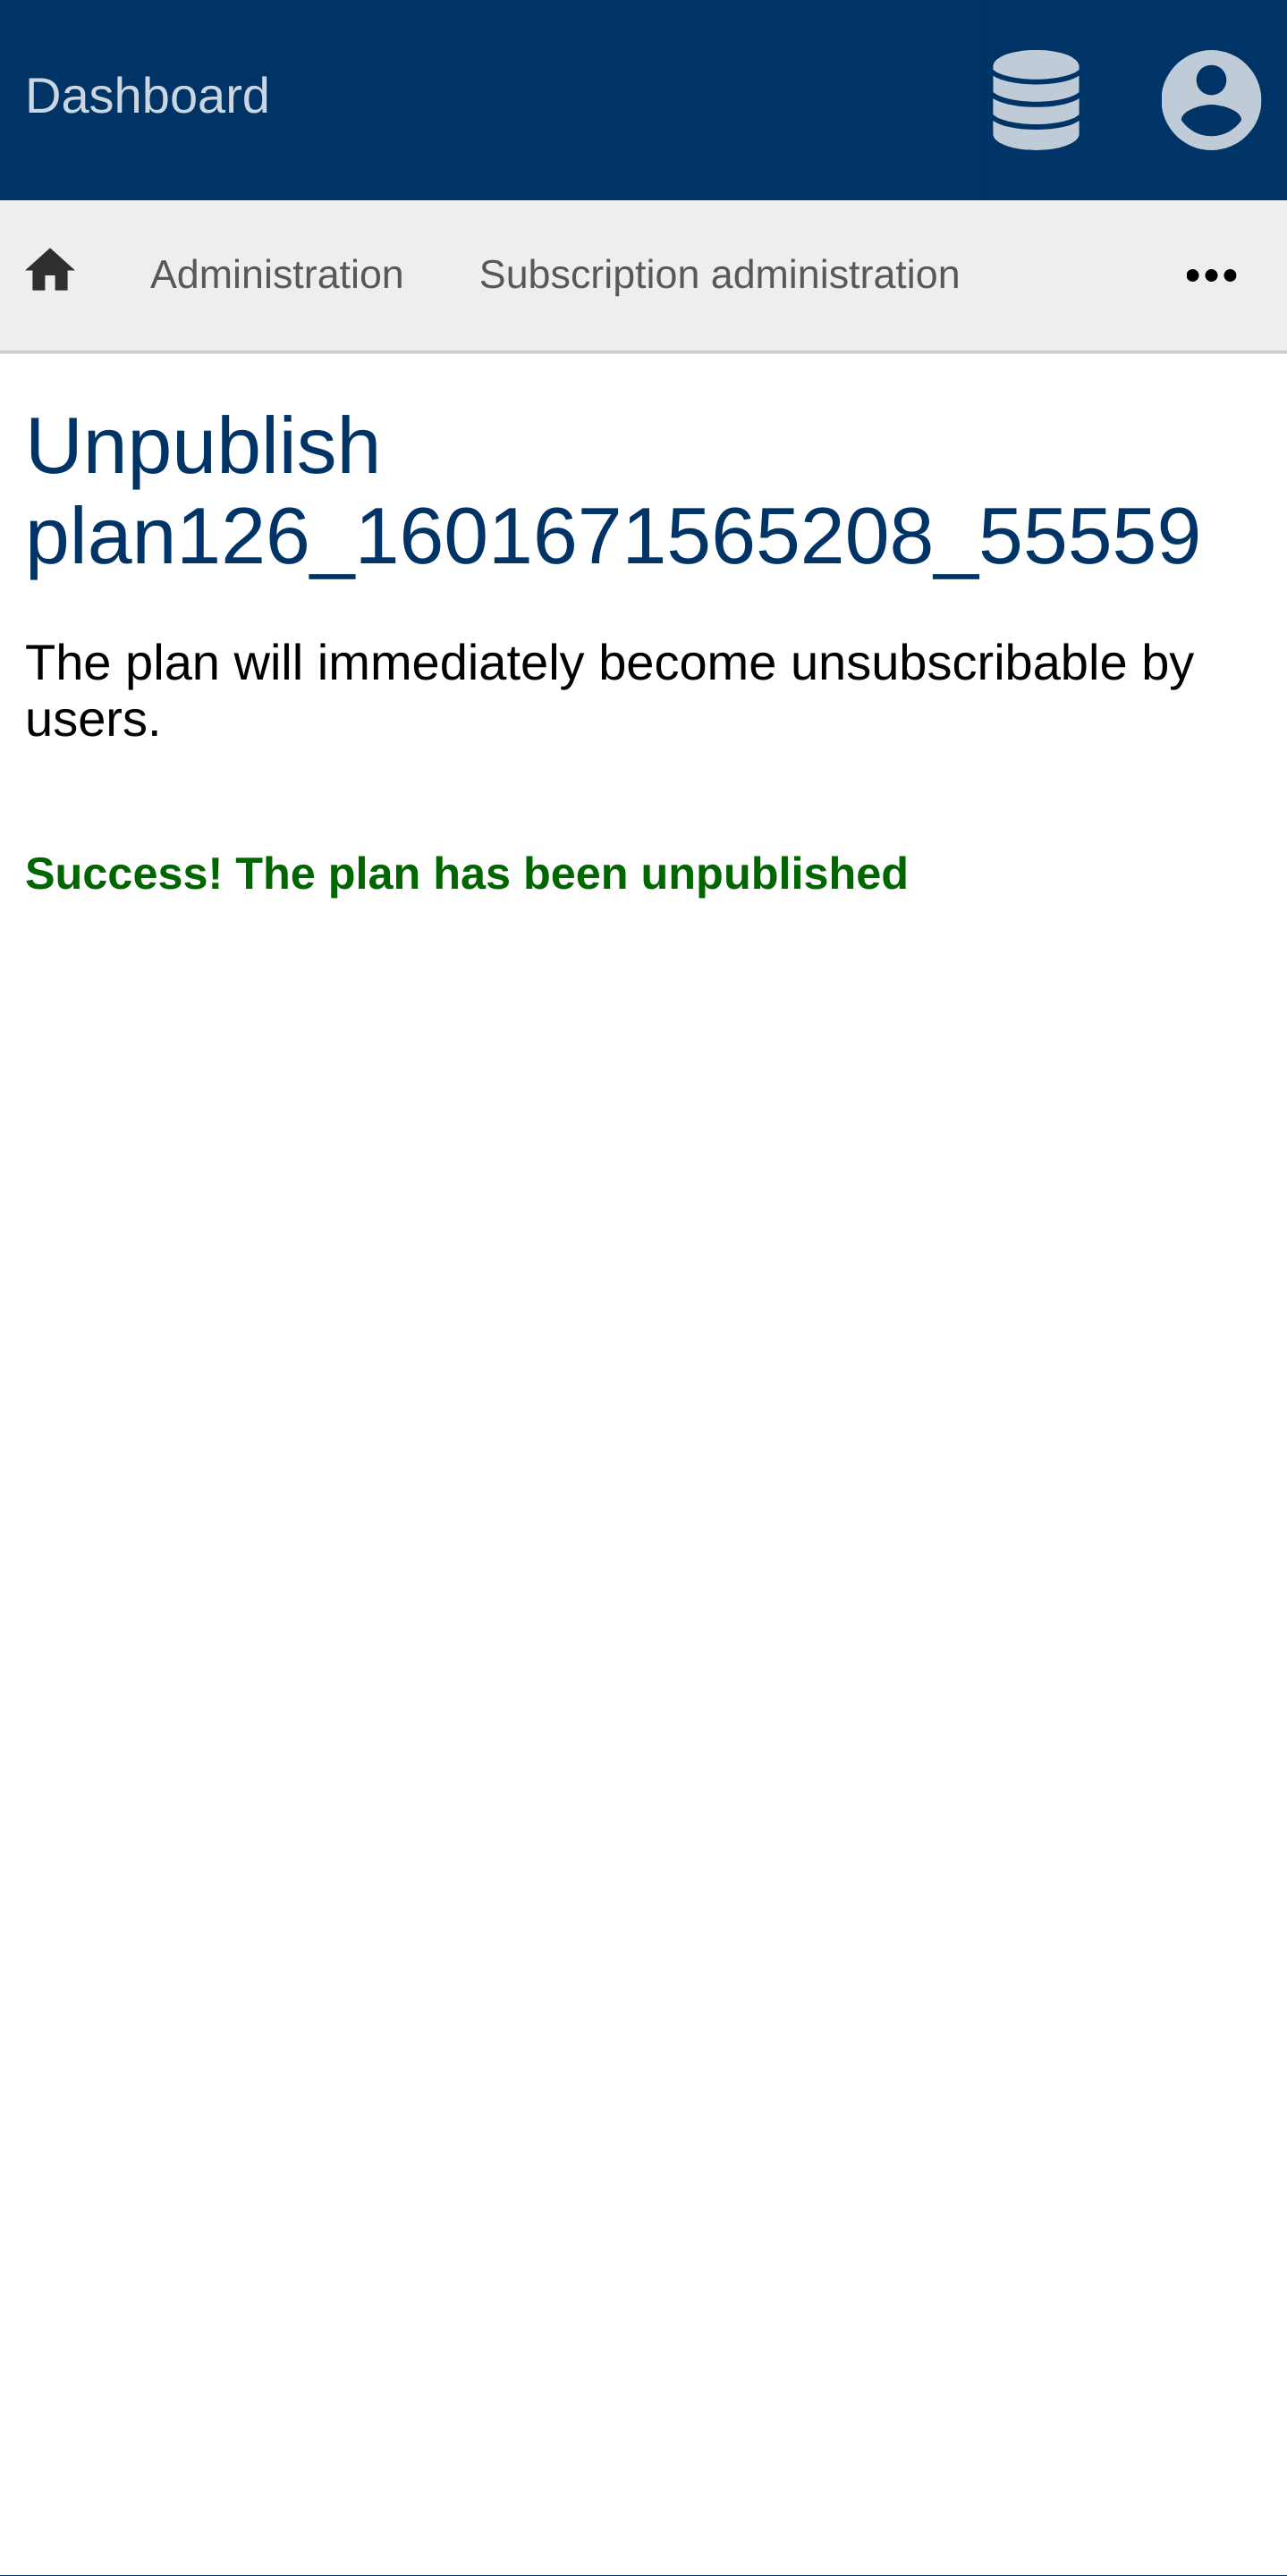 Dashboard
Administration Subscription administration
Unpublish
plan126_1601671565208_55559
The plan will immediately become unsubscribable by
users.
Success! The plan has been unpublished